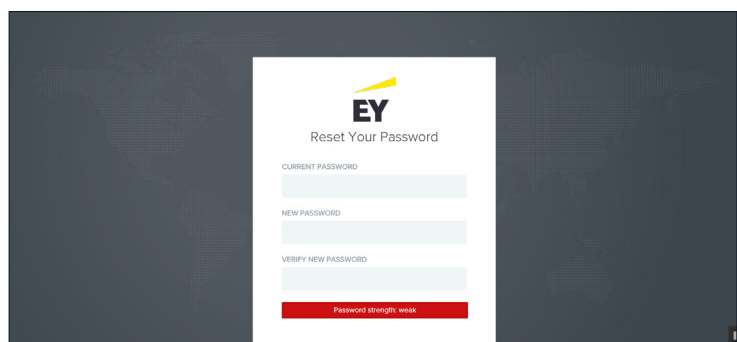 EY
Reset Your Password
CURRENT PASSWORD
NEW PASSWORD
VERIFY NEW PASSWORD
Password strength: weak